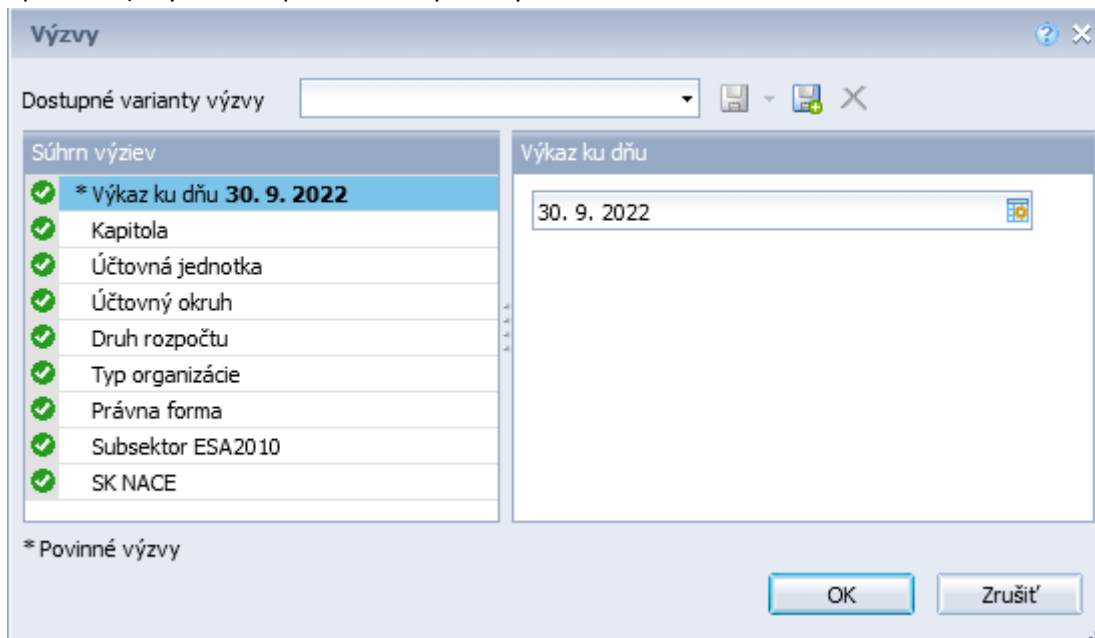 Výzvy
Dostupné varianty výzvy
Súhrn výziev
Výkaz ku dňu
* Výkaz ku dňu 30. 9. 2022
30. 9. 2022
Kapitola
Účtovná jednotka
Účtovný okruh
Druh rozpočtu
Typ organizácie
Právna forma
Subsektor ESA2010
SK NACE
* Povinné výzvy
OK
Zrušiť